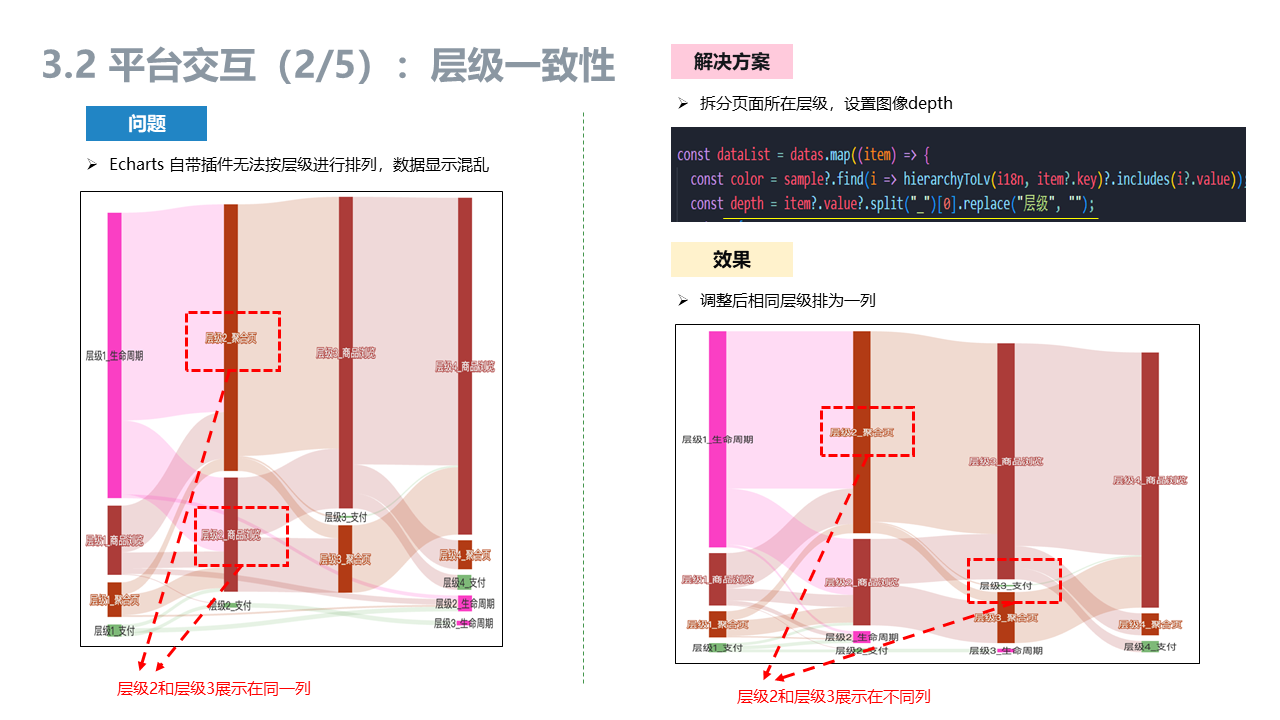 3.2 平台交互（2/5）：层级一致性
问题
➢ Echarts 自带插件无法按层级进行排列，数据显示混乱
层级2_聚合页
层级1_生命周期
层级3_商品浏览
层级4_商品浏览
层级3_支付
层级2_商品浏览
层级1_商品浏览
层级3_聚合页
层级4_聚合页
层级4_支付
层级1_聚合页
层级2_生命周期
层级2_支付
层级3_生命周期
层级1_支付
层级2和层级3展示在同一列
解决方案
➢ 拆分页面所在层级，设置图像depth
const dataList = datas.map((item) => {
const color = sample?.find(i => hierarchyToLv(i18n, item?.key)?.includes(i?.value));
const depth = item?.value?.split("_")[0].replace("层级", "");
效果
➢ 调整后相同层级排为一列
层级2_聚合页
层级1_生命周期
层级3_商品浏览
层级4_商品浏览
层级1_商品浏览
层级2_商品浏览
层级3_支付
层级3_聚合页
层级1_聚合页
层级4_聚合页
层级2_生命周期
层级1_支付
层级4_支付
层级2_支付
层级3_生命周期
层级2和层级3展示在不同列